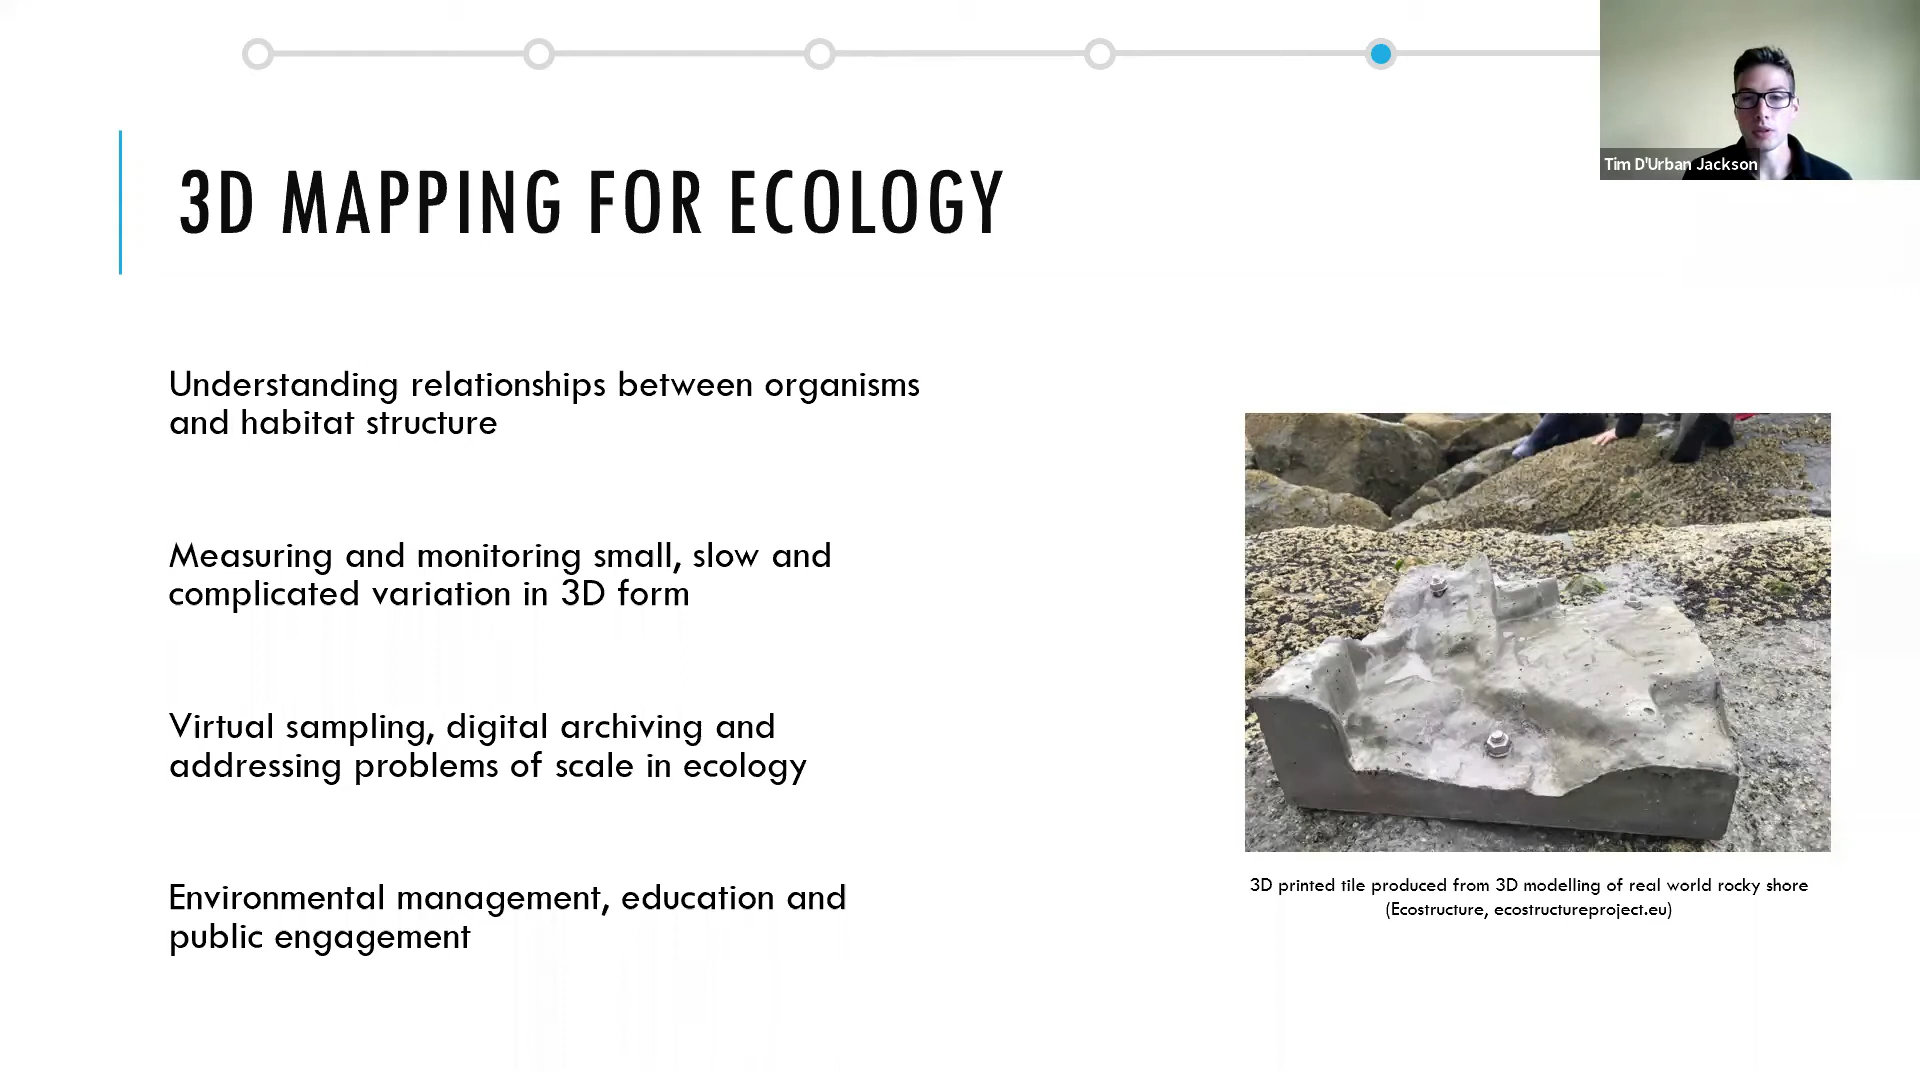 Tim D'Urban Jackson
3D MAPPING FOR ECOLOGY
Understanding relationships between organisms
and habitat structure
Measuring and monitoring small, slow and
complicated variation in 3D form
Virtual sampling, digital archiving and
addressing problems of scale in ecology
Environmental management, education and
public engagement
3D printed tile produced from 3D modelling of real world rocky shore
(Ecostructure, ecostructureproject.eu)